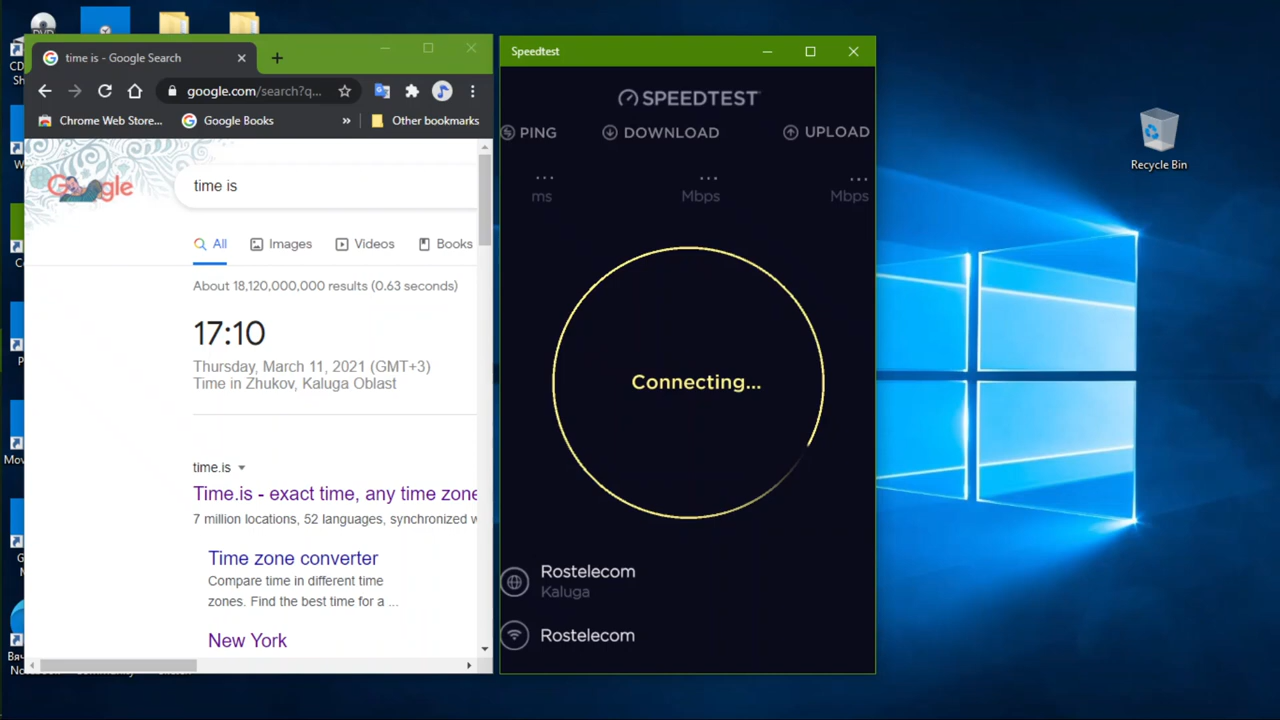 time is - Google Search
google.com/search?q...
Chrome Web Store...
Google Books
»
Other bookmarks
Google
time is
All
Images
Videos
Books
About 18,120,000,000 results (0.63 seconds)
17:10
Thursday, March 11, 2021 (GMT+3)
Time in Zhukov, Kaluga Oblast
time.is
Time.is - exact time, any time zone
7 million locations, 52 languages, synchronized w
Time zone converter
Compare time in different time
zones. Find the best time for a ...
New York
Speedtest
SPEEDTEST
PING
DOWNLOAD
UPLOAD
... ... ...
ms
Mbps
Mbps
Connecting...
Rostelecom
Kaluga
Rostelecom
Recycle Bin